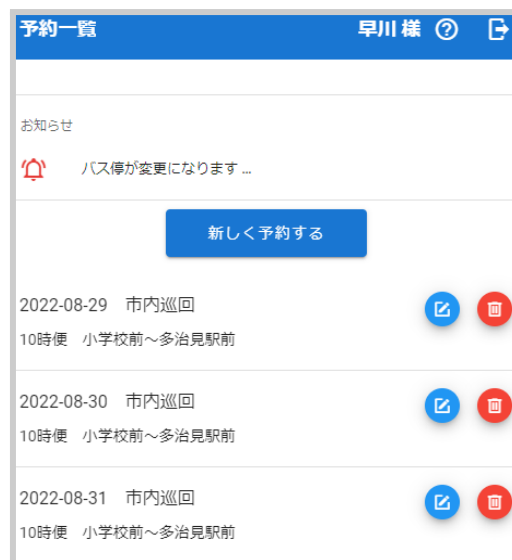 予約一覧 早川 様
お知らせ
バス停が変更になります ...
新しく予約する
2022-08-29 市内巡回
10時便 小学校前～多治見駅前
2022-08-30 市内巡回
10時便 小学校前～多治見駅前
2022-08-31 市内巡回
10時便 小学校前～多治見駅前